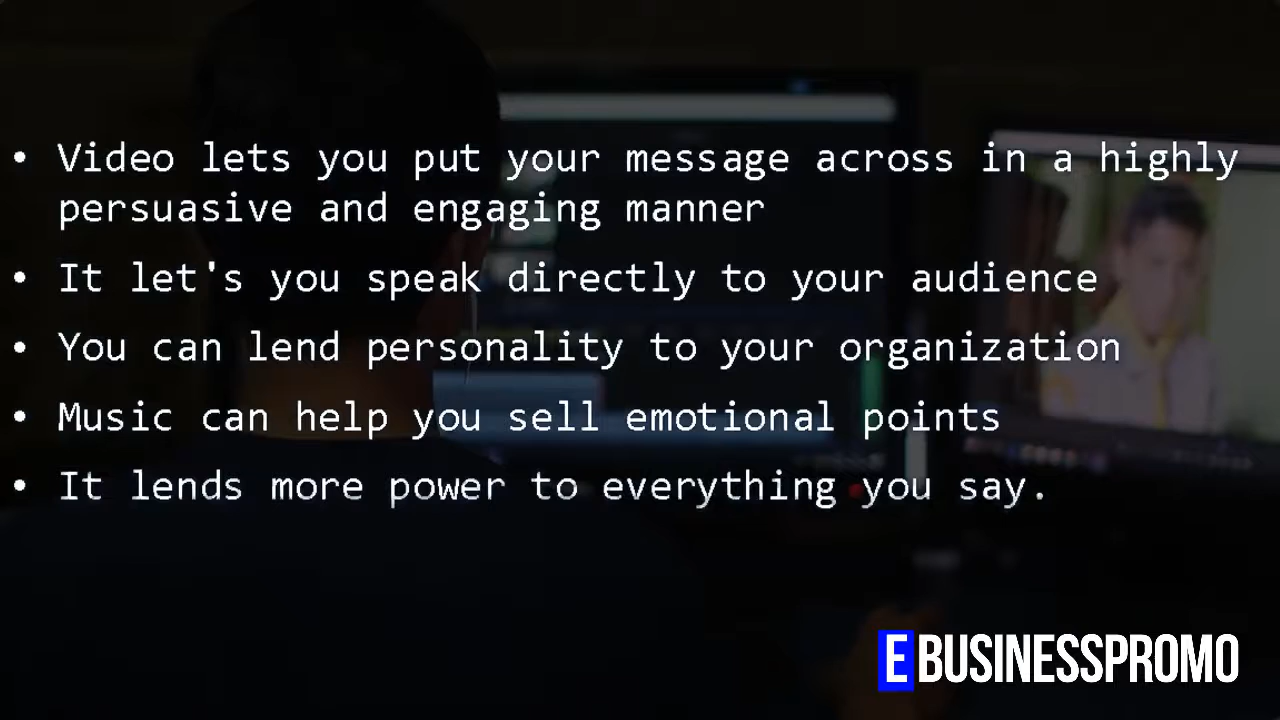 • Video lets you put your message across in a highly
persuasive and engaging manner
• It let's you speak directly to your audience
• You can lend personality to your organization
• Music can help you sell emotional points
• It lends more power to everything you say.
E BUSINESSPROMO